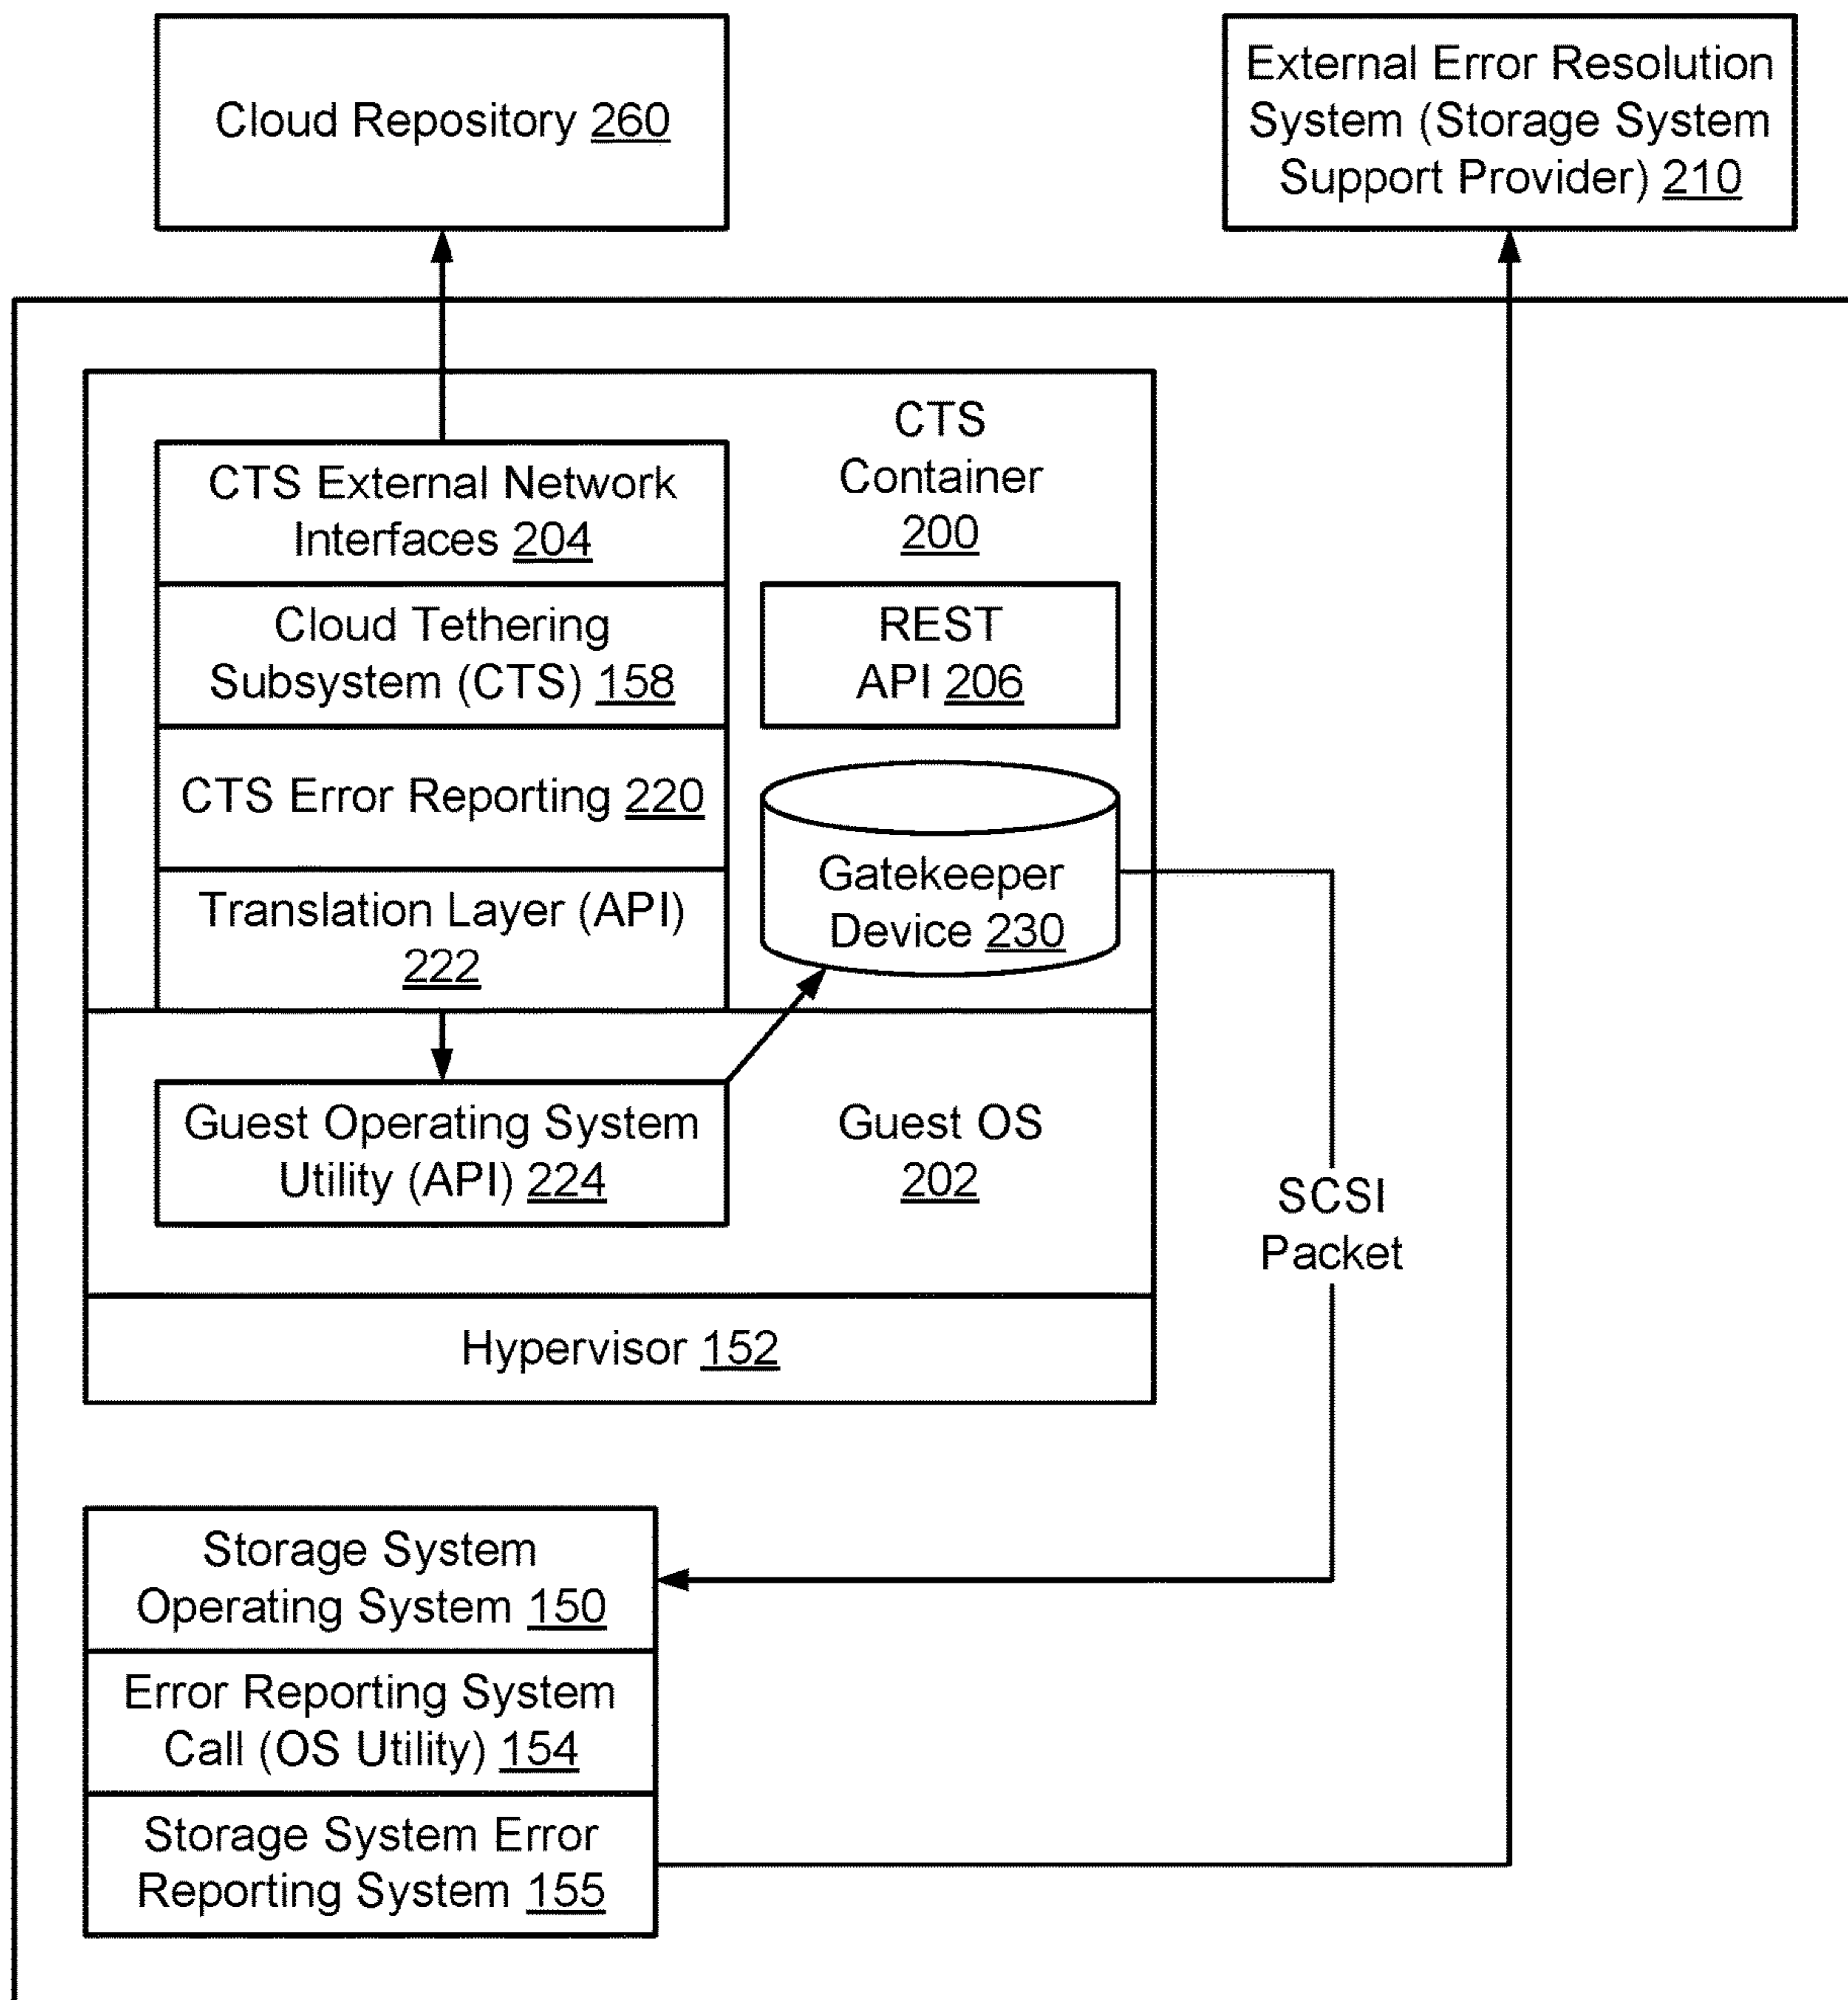 Cloud Repository 260
External Error Resolution
System (Storage System
Support Provider) 210
CTS External Network
Interfaces 204
Cloud Tethering
Subsystem (CTS) 158
CTS Error Reporting 220
Translation Layer (API)
222
CTS
Container
200
REST
API 206
Gatekeeper
Device 230
Guest Operating System
Utility (API) 224
Guest OS
202
SCSI
Packet
Hypervisor 152
Storage System
Operating System 150
Error Reporting System
Call (OS Utility) 154
Storage System Error
Reporting System 155